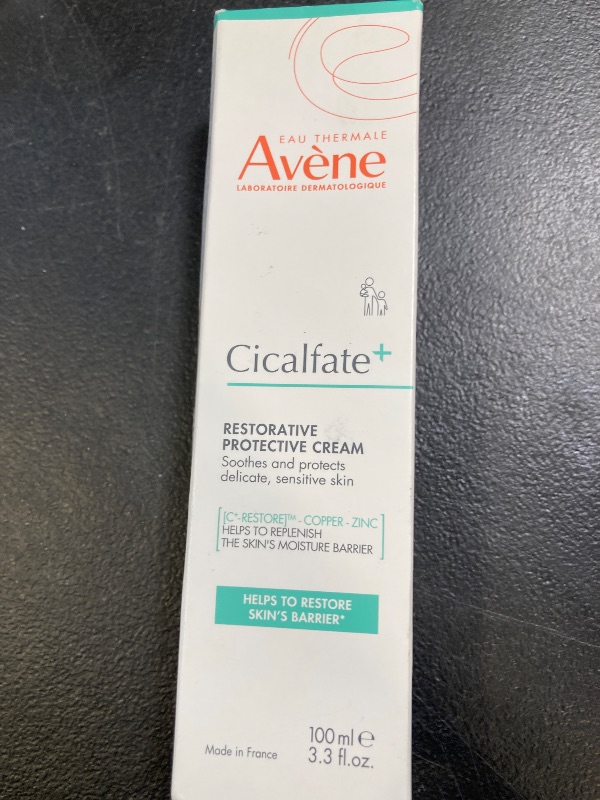 EAU THERMALE
Avène
LABORATOIRE DERMATOLOGIQUE
Cicalfate+
RESTORATIVE
PROTECTIVE CREAM
Soothes and protects
delicate, sensitive skin
[C+-RESTORE]™ - COPPER - ZINC
HELPS TO REPLENISH
THE SKIN'S MOISTURE BARRIER
HELPS TO RESTORE
SKIN'S BARRIER*
Made in France
100 ml e
3.3 fl.oz.